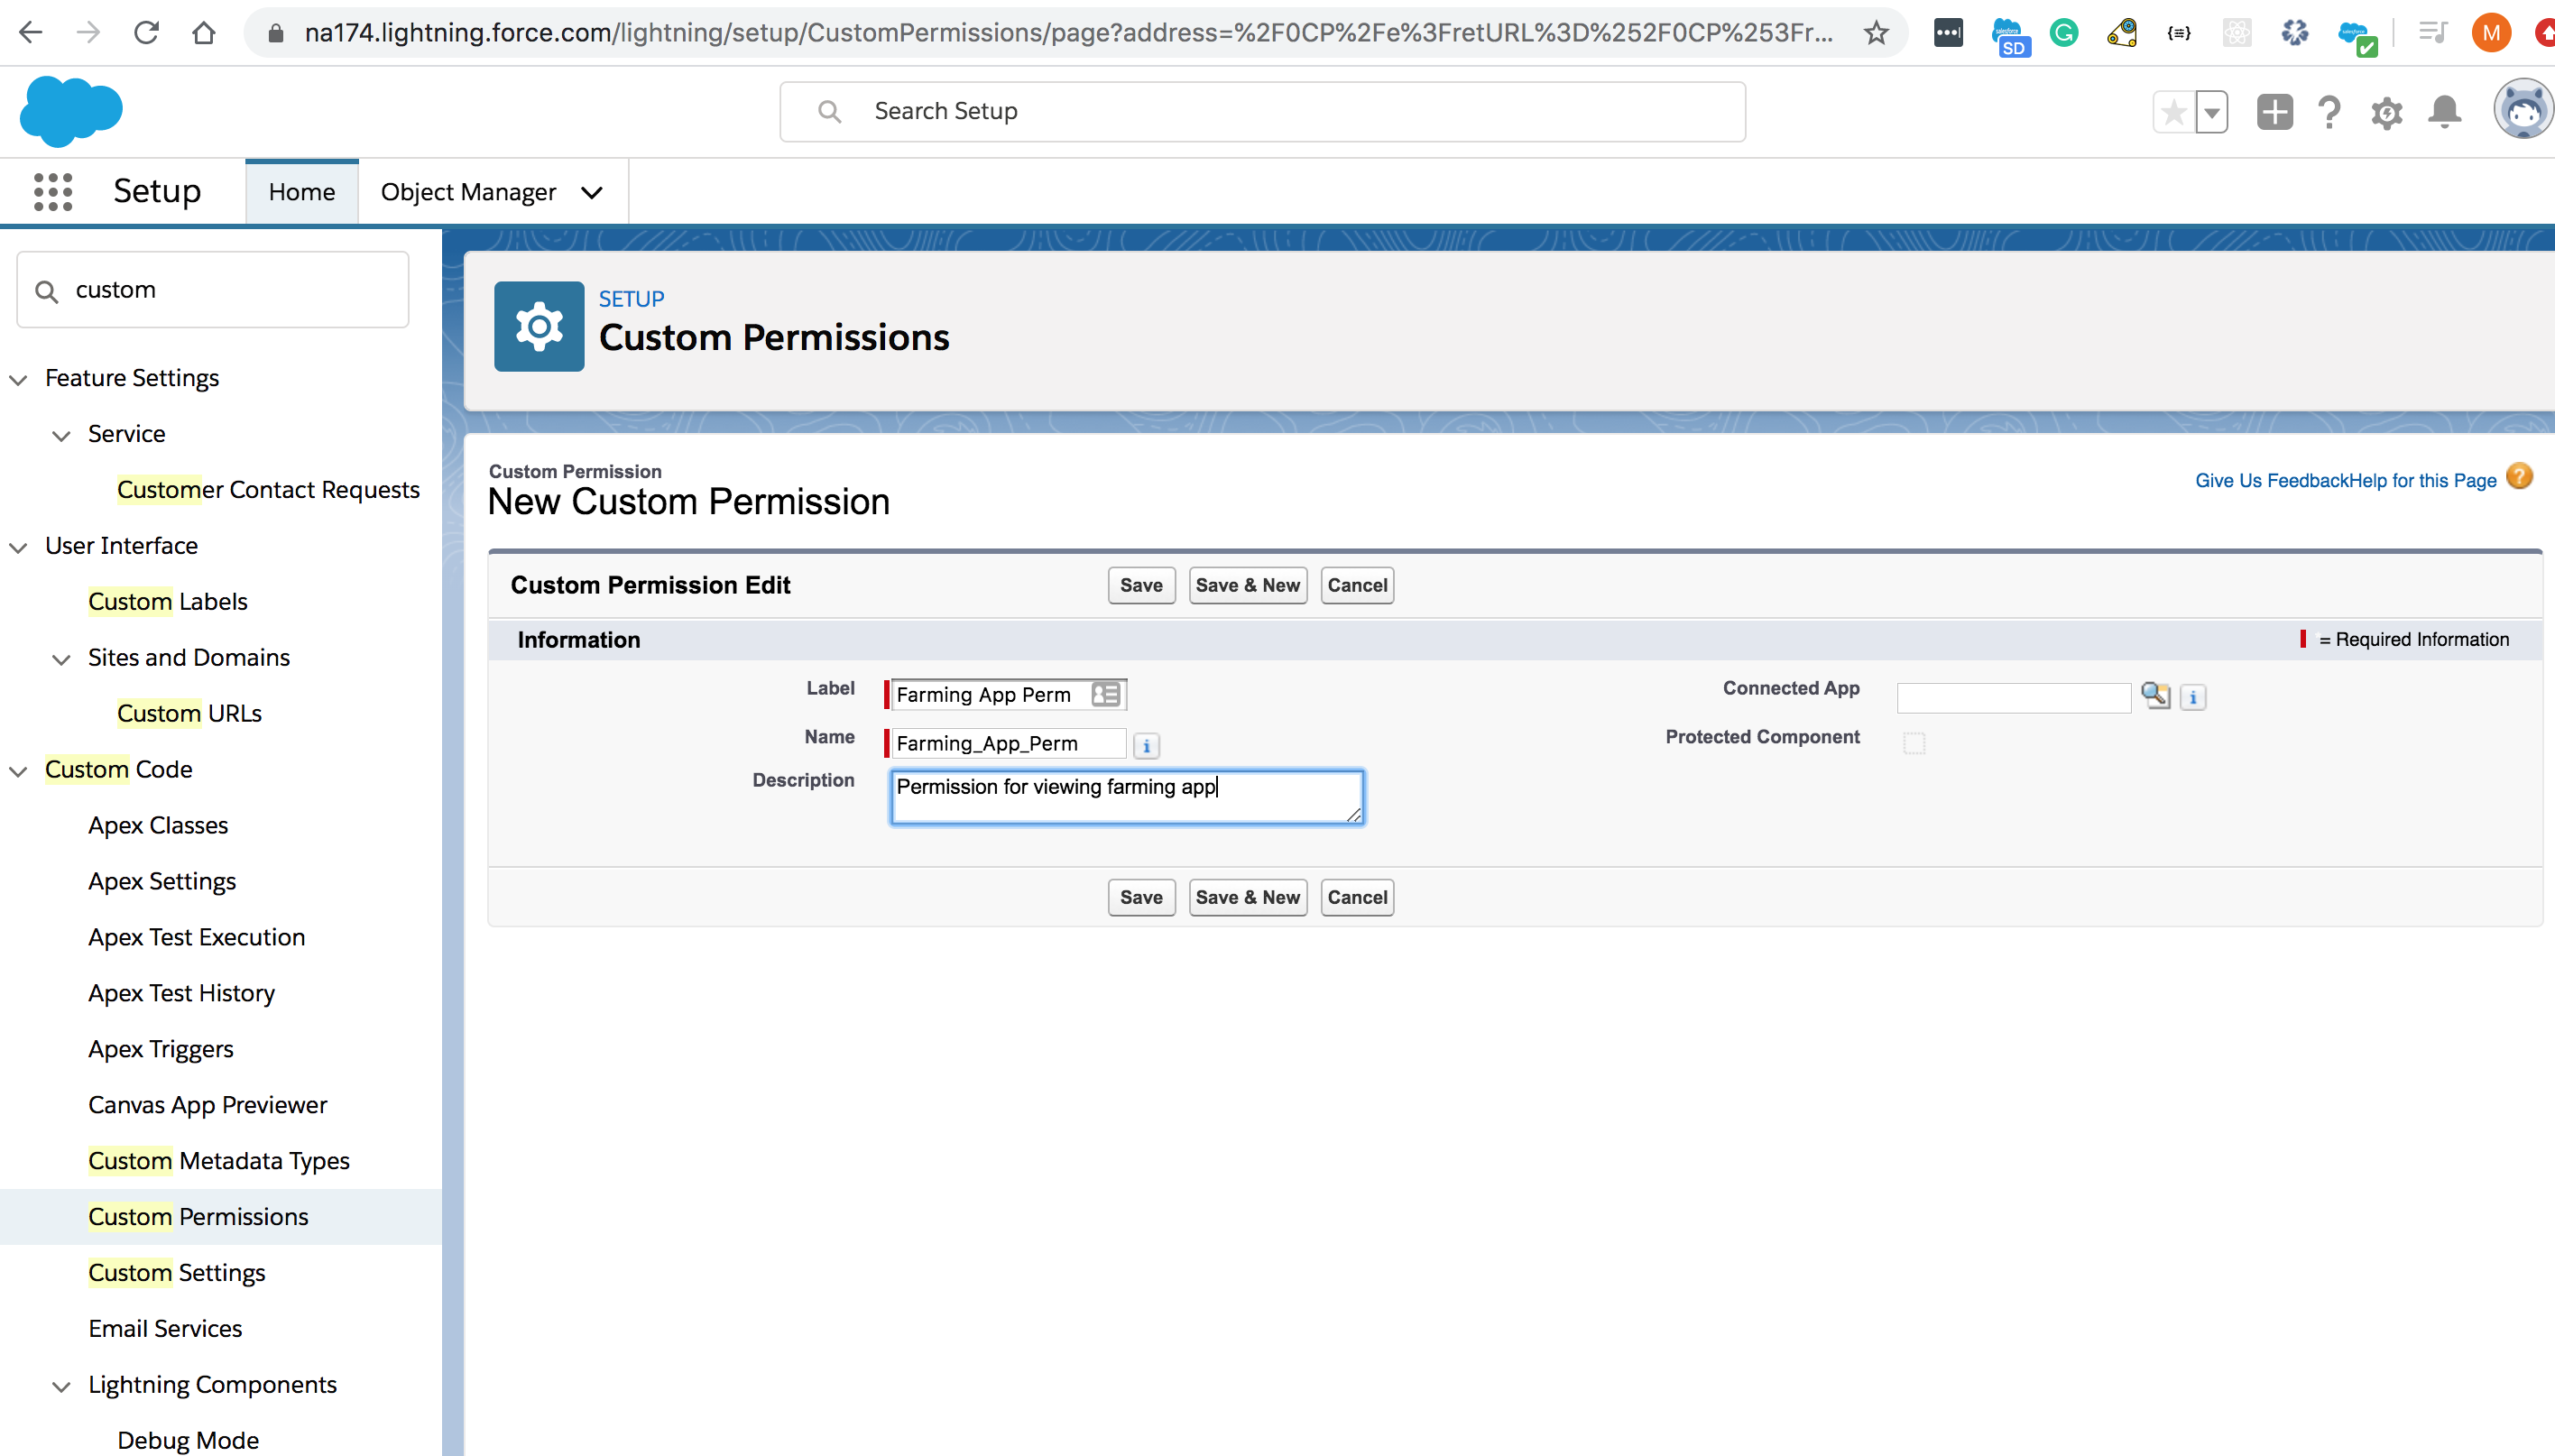 na174.lightning.force.com/lightning/setup/CustomPermissions/page?address=%2F0CP%2Fe%3FretURL%3D%252F0CP%253Fr...
SD
M
Search Setup
Setup
Home
Object Manager
custom
SETUP
Custom Permissions
Feature Settings
Service
Customer Contact Requests
User Interface
Custom Labels
Sites and Domains
Custom URLs
Custom Code
Apex Classes
Apex Settings
Apex Test Execution
Apex Test History
Apex Triggers
Canvas App Previewer
Custom Metadata Types
Custom Permissions
Custom Settings
Email Services
Lightning Components
Debug Mode
Custom Permission
New Custom Permission
Give Us Feedback Help for this Page
Custom Permission Edit
Save
Save & New
Cancel
Information
= Required Information
Label
Farming App Perm
Connected App
Name
Farming_App_Perm
Protected Component
Description
Permission for viewing farming app
Save
Save & New
Cancel